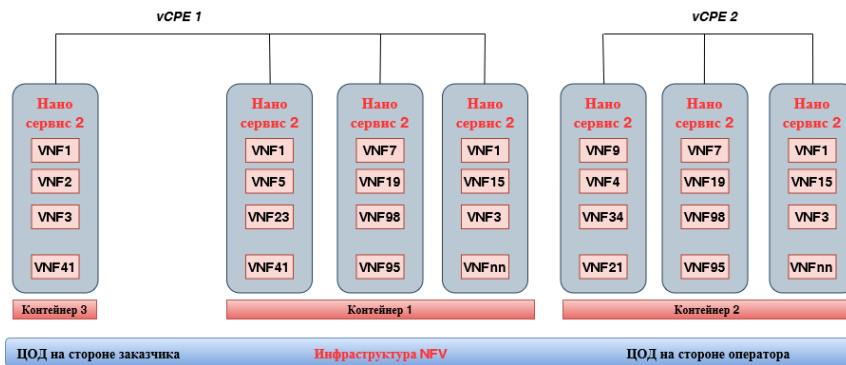 vCPE 1
vCPE 2
Нано
сервис 2
VNF1
VNF2
VNF3
VNF41
Нано
сервис 2
VNF1
VNF5
VNF23
VNF41
Нано
сервис 2
VNF7
VNF19
VNF98
VNF95
Нано
сервис 2
VNF1
VNF15
VNF3
VNFnn
Нано
сервис 2
VNF9
VNF4
VNF34
VNF21
Нано
сервис 2
VNF7
VNF19
VNF98
VNF95
Нано
сервис 2
VNF1
VNF15
VNF3
VNFnn
Контейнер 3
Контейнер 1
Контейнер 2
ЦОД на стороне заказчика
Инфраструктура NFV
ЦОД на стороне оператора